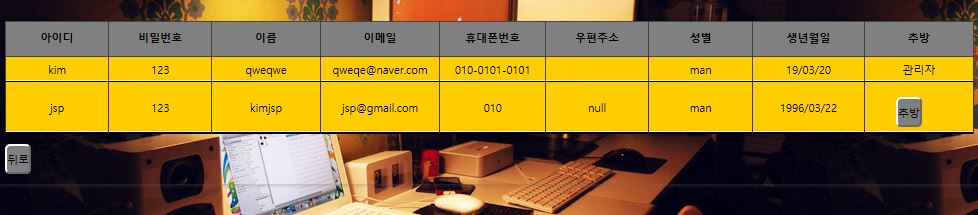 아이디 비밀번호 이름 이메일 휴대폰번호 우편주소 성별 생년월일 추방
kim 123 qweqwe qweqe@naver.com 010-0101-0101 man 19/03/20 관리자
jsp 123 kimjsp jsp@gmail.com 010 null man 1996/03/22 추방
뒤로